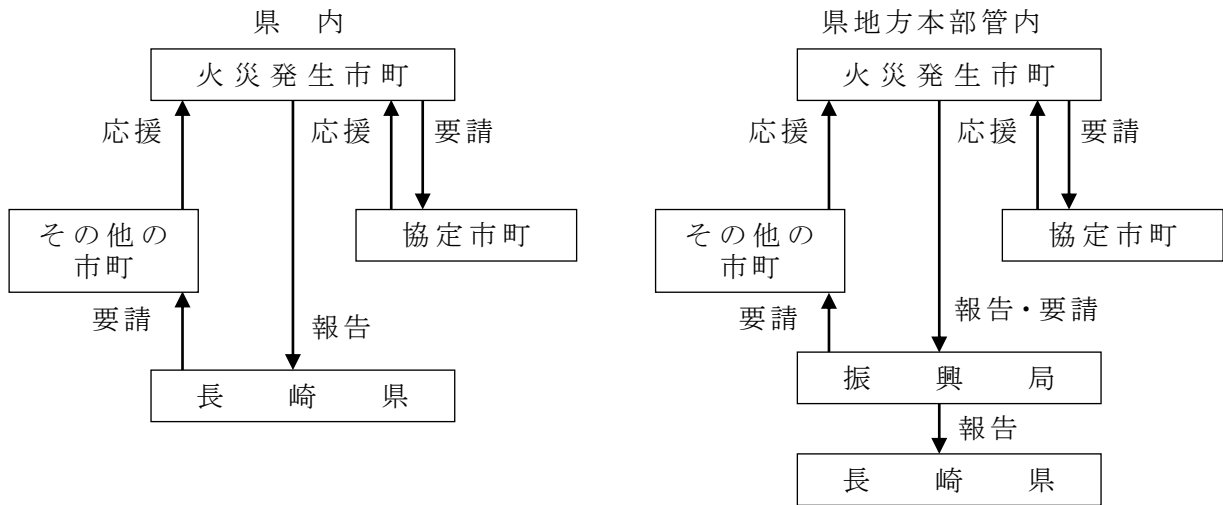 県　内
火災発生市町
応援
応援
要請
その他の
市町
協定市町
要請
報告
長　崎　県
県地方本部管内
火災発生市町
応援
応援
要請
その他の
市町
協定市町
要請
報告・要請
振　興　局
報告
長　崎　県